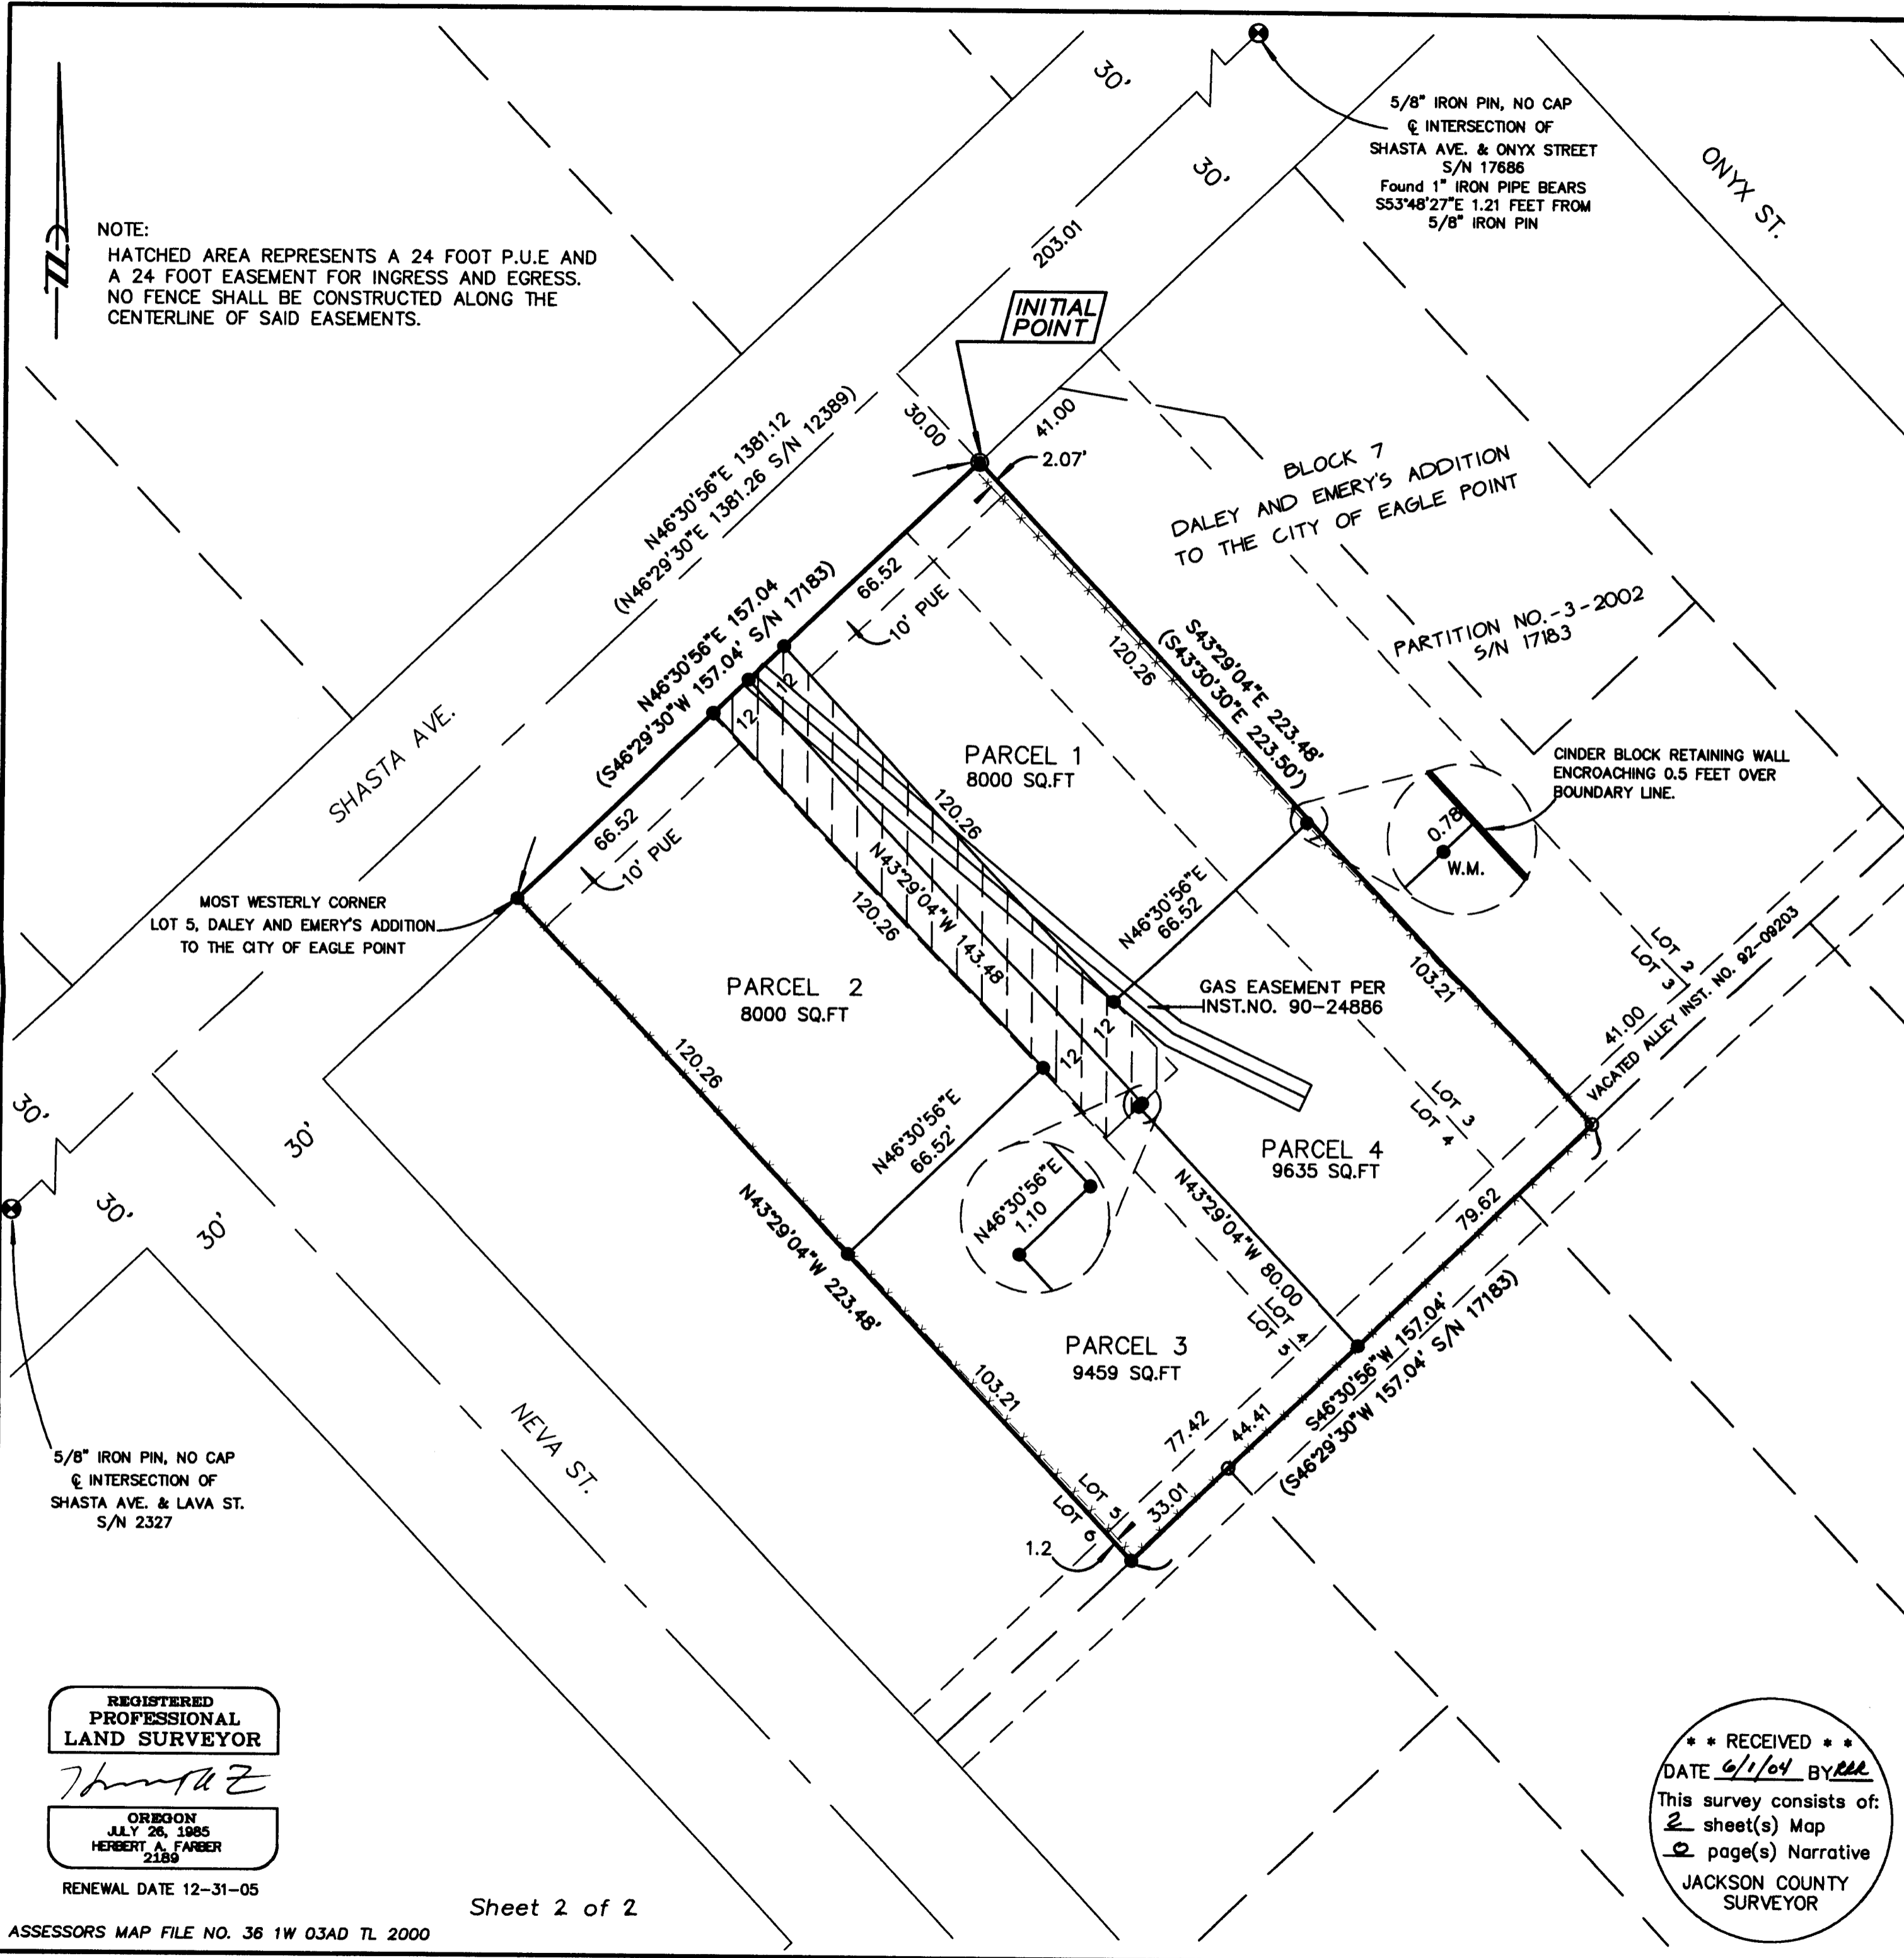 30'
5/8" IRON PIN, NO CAP
℄ INTERSECTION OF
SHASTA AVE. & ONYX STREET
S/N 17686
Found 1" IRON PIPE BEARS
S53°48'27"E 1.21 FEET FROM
5/8" IRON PIN
ONYX ST.
30'
NOTE:
HATCHED AREA REPRESENTS A 24 FOOT P.U.E AND
A 24 FOOT EASEMENT FOR INGRESS AND EGRESS.
NO FENCE SHALL BE CONSTRUCTED ALONG THE
CENTERLINE OF SAID EASEMENTS.
203.01
INITIAL
POINT
30.00
41.00
2.07'
N46°30'56"E 1381.12
(N46°29'30"E 1381.26 S/N 12389)
BLOCK 7
DALEY AND EMERY'S ADDITION
TO THE CITY OF EAGLE POINT
PARTITION NO.-3-2002
S/N 17183
N46°30'56"E 157.04
(S46°29'30"W 157.04' S/N 17183)
66.52
10' PUE
12
12
S43°29'04"E 223.48'
(S43°30'30"E 223.50')
120.26
SHASTA AVE.
PARCEL 1
8000 SQ.FT
CINDER BLOCK RETAINING WALL
ENCROACHING 0.5 FEET OVER
BOUNDARY LINE.
0.78
W.M.
66.52
10' PUE
120.26
N43°29'04"W 143.48'
120.26
MOST WESTERLY CORNER
LOT 5, DALEY AND EMERY'S ADDITION
TO THE CITY OF EAGLE POINT
N46°30'56"E
66.52
103.21
LOT 2
LOT 3
41.00
VACATED ALLEY INST. NO. 92-09203
PARCEL 2
8000 SQ.FT
GAS EASEMENT PER
INST.NO. 90-24886
12
12
120.26
N46°30'56"E
66.52'
LOT 3
LOT 4
PARCEL 4
9635 SQ.FT
30'
30'
30'
30'
N46°30'56"E
1.10
N43°29'04"W 80.00
79.62
N43°29'04"W 223.48'
LOT 4
LOT 5
S46°30'56"W 157.04'
(S46°29'30"W 157.04' S/N 17183)
PARCEL 3
9459 SQ.FT
103.21
77.42
44.41
NEVA ST.
LOT 5
LOT 6
33.01
1.2
5/8" IRON PIN, NO CAP
℄ INTERSECTION OF
SHASTA AVE. & LAVA ST.
S/N 2327
REGISTERED
PROFESSIONAL
LAND SURVEYOR
OREGON
JULY 26, 1985
HERBERT A. FARBER
2189
RENEWAL DATE 12-31-05
Sheet 2 of 2
ASSESSORS MAP FILE NO. 36 1W 03AD TL 2000
* * RECEIVED * *
DATE 6/1/04 BY RRR
This survey consists of:
2 sheet(s) Map
0 page(s) Narrative
JACKSON COUNTY
SURVEYOR